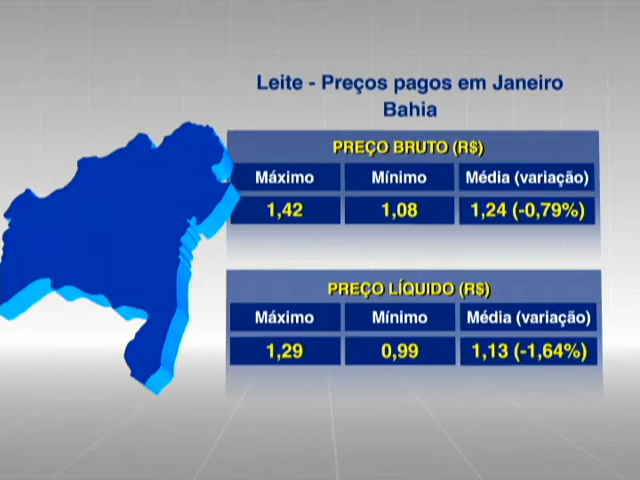 Leite - Preços pagos em Janeiro
Bahia
PREÇO BRUTO (R$)
Máximo Mínimo Média (variação)
1,42 1,08 1,24 (-0,79%)
PREÇO LÍQUIDO (R$)
Máximo Mínimo Média (variação)
1,29 0,99 1,13 (-1,64%)